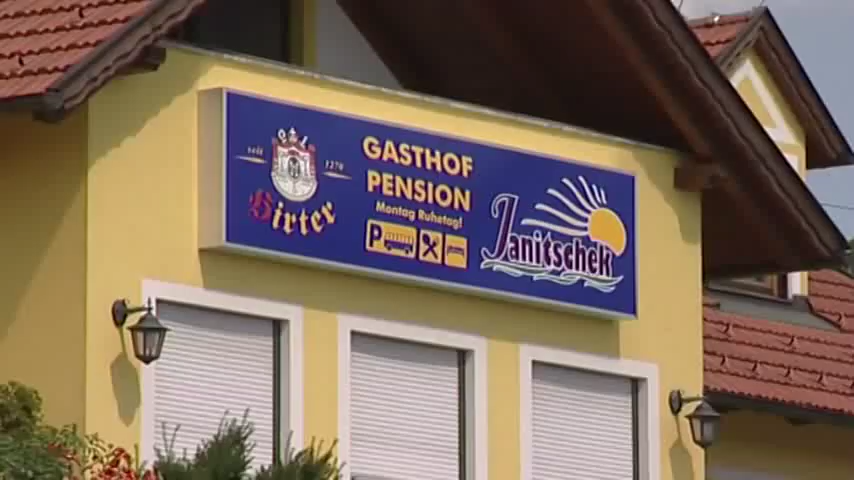 seit 1270
Hirter
GASTHOF
PENSION
Montag Ruhetag!
P
Janitschek